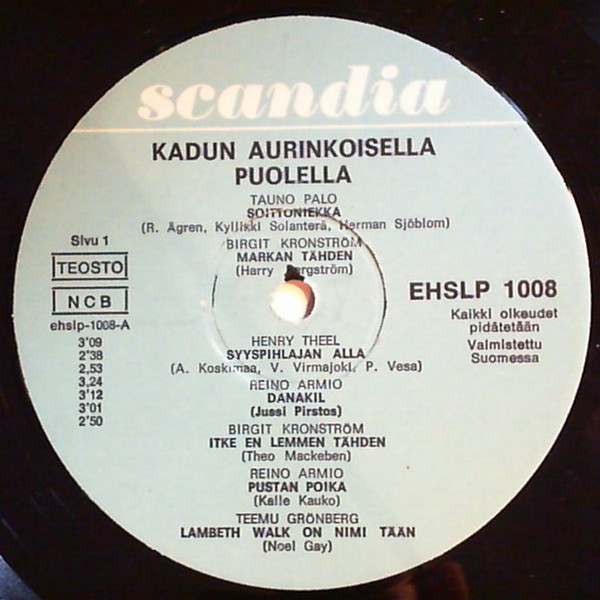 scandia
KADUN AURINKOISELLA
PUOLELLA
TAUNO PALO
SOITTONIEKKA
(R. Ågren, Kyllikki Solanterä, Herman Sjöblom)
BIRGIT KRONSTRÖM
MARKAN TÄHDEN
(Harry
Sivu 1
TEOSTO
NCB
ehslp-1008-A
3'09
2'38
2,53
3,24
3'12
3'01
2'50
EHSLP 1008
Kaikki oikeudet
pidätetään
Valmistettu
Suomessa
HENRY THEEL
SYYSPIHLAJAN ALLA
(A. Koskimaa, V. Virmajoki, P. Vesa)
REINO ARMIO
DANAKIL
(Jussi Pirstos)
BIRGIT KRONSTRÖM
ITKE EN LEMMEN TÄHDEN
(Theo Mackeben)
REINO ARMIO
PUSTAN POIKA
(Kalle Kauko)
TEEMU GRÖNBERG
LAMBETH WALK ON NIMI TÄÄN
(Noel Gay)